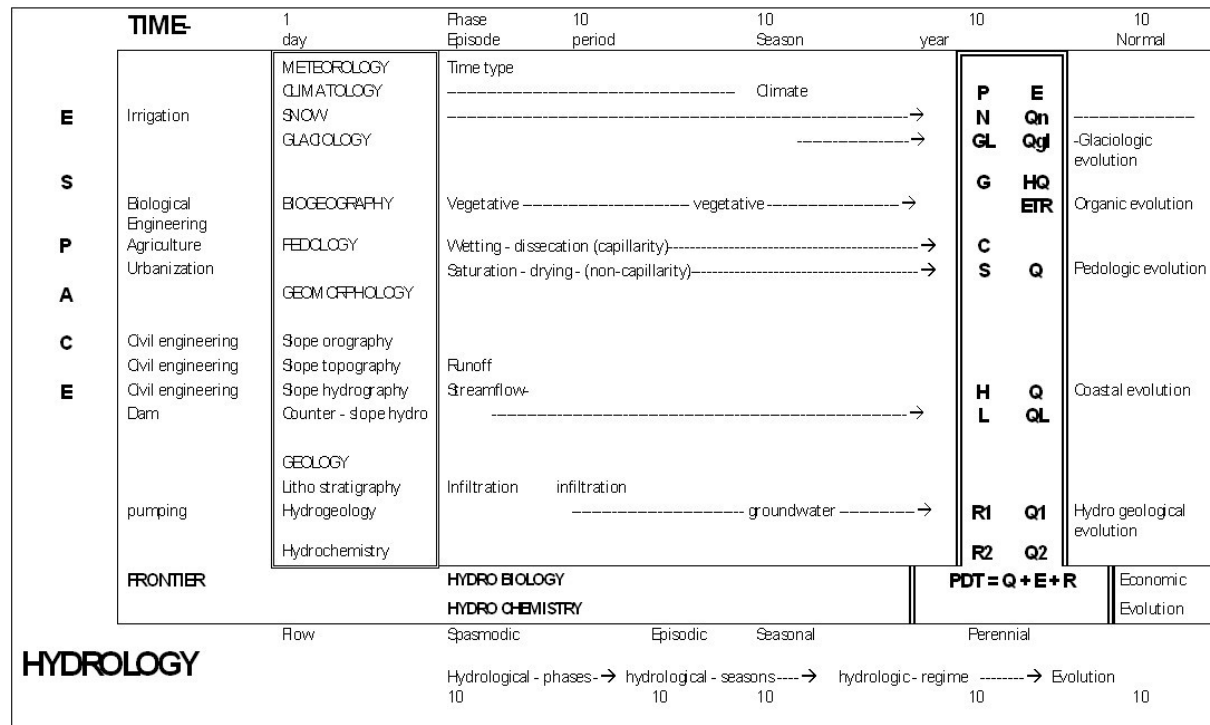 TIME- 1 Phase 10 10 10 10
day Episode period Season year Normal
METEOROLOGY Time type
CLIMATOLOGY -------------------------------- Climate P E
E Irrigation SNOW ----------------------------------------------------→ N Qn --------------
GLACIOLOGY -------------→ GL Qgl -Glaciologic
evolution
S G HQ
Biological BIOGEOGRAPHY Vegetative ------------------ vegetative --------------→ ETR Organic evolution
Engineering
P Agriculture PEDOLOGY Wetting - dissecation (capillarity)------------------------------→ C
Urbanization Saturation - drying - (non-capillarity)---------------------------→ S Q Pedologic evolution
A GEOMORPHOLOGY
C Civil engineering Slope orography
Civil engineering Slope topography Runoff
E Civil engineering Slope hydrography Streamflow- H Q Coastal evolution
Dam Counter - slope hydro -----------------------------------------------→ L QL
GEOLOGY
Litho stratigraphy Infiltration infiltration
pumping Hydrogeology -------------------- groundwater ---------→ R1 Q1 Hydro geological
evolution
Hydrochemistry R2 Q2
FRONTIER HYDRO BIOLOGY PDT = Q + E + R Economic
HYDRO CHEMISTRY Evolution
Flow Spasmodic Episodic Seasonal Perennial
HYDROLOGY
Hydrological - phases- → hydrological - seasons---- → hydrologic - regime -------- → Evolution
10 10 10 10 10